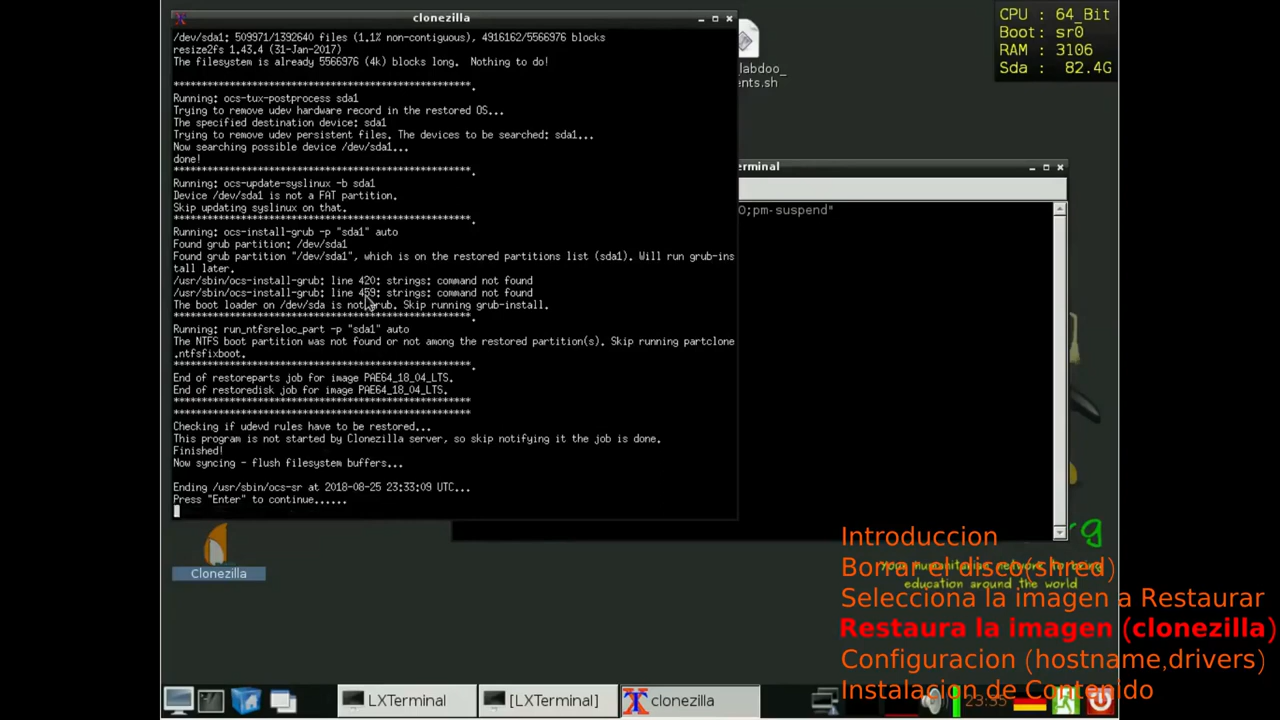 clonezilla
/dev/sda1: 509971/1392640 files (1.1% non-contiguous), 4916162/5566976 blocks
resize2fs 1.43.4 (31-Jan-2017)
The filesystem is already 5566976 (4k) blocks long.  Nothing to do!
*************************************************************.
Running: ocs-tux-postprocess sda1
Trying to remove udev hardware record in the restored OS...
The specified destination device: sda1
Trying to remove udev persistent files. The devices to be searched: sda1...
Now searching possible device /dev/sda1...
done!
*************************************************************.
Running: ocs-update-syslinux -b sda1
Device /dev/sda1 is not a FAT partition.
Skip updating syslinux on that.
*************************************************************.
Running: ocs-install-grub -p "sda1" auto
Found grub partition: /dev/sda1
Found grub partition "/dev/sda1", which is on the restored partitions list (sda1). Will run grub-ins
tall later.
/usr/sbin/ocs-install-grub: line 420: strings: command not found
/usr/sbin/ocs-install-grub: line 459: strings: command not found
The boot loader on /dev/sda is not grub. Skip running grub-install.
*************************************************************.
Running: run_ntfsreloc_part -p "sda1" auto
The NTFS boot partition was not found or not among the restored partition(s). Skip running partclone
.ntfsfixboot.
*************************************************************.
End of restoreparts job for image PAE64_18_04_LTS.
End of restoredisk job for image PAE64_18_04_LTS.
*************************************************************
*************************************************************
Checking if udevd rules have to be restored...
This program is not started by Clonezilla server, so skip notifying it the job is done.
Finished!
Now syncing - flush filesystem buffers...
Ending /usr/sbin/ocs-sr at 2018-08-25 23:33:09 UTC...
Press "Enter" to continue......
labdoo_
ents.sh
CPU : 64_Bit
Boot: sr0
RAM : 3106
Sda : 82.4G
erminal
0;pm-suspend"
Clonezilla
rg
Your humanitarian network to bring
education around the world
Introduccion
Borrar el disco(shred)
Selecciona la imagen a Restaurar
Restaura la imagen (clonezilla)
Configuracion (hostname,drivers)
Instalacion de Contenido
LXTerminal
[LXTerminal]
clonezilla